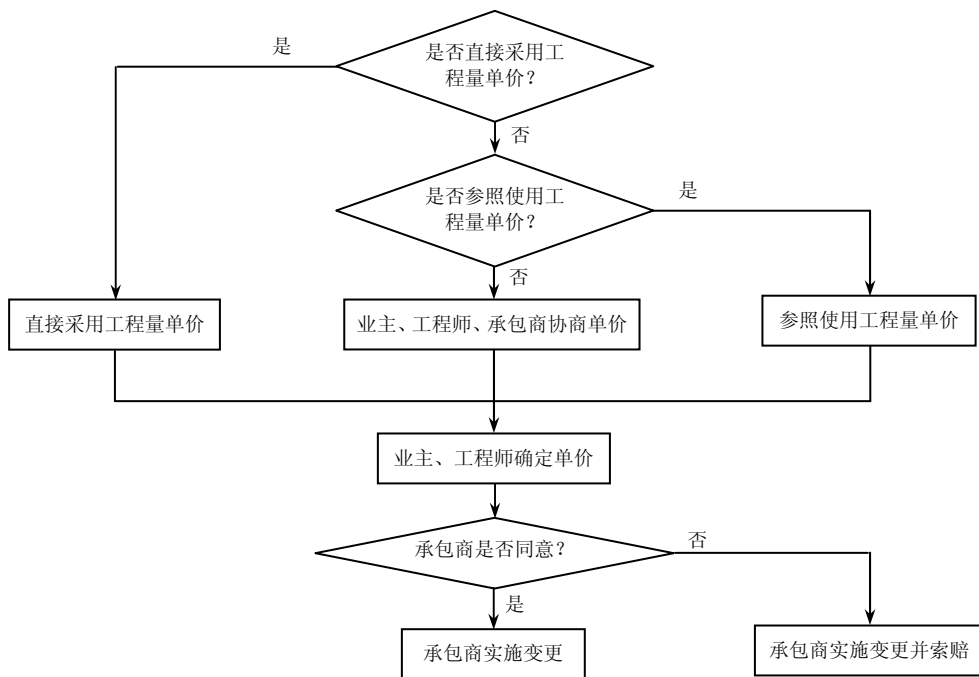 是
是否直接采用工
程量单价？
否
是否参照使用工
程量单价？
是
否
直接采用工程量单价
业主、工程师、承包商协商单价
参照使用工程量单价
业主、工程师确定单价
承包商是否同意？
否
是
承包商实施变更
承包商实施变更并索赔